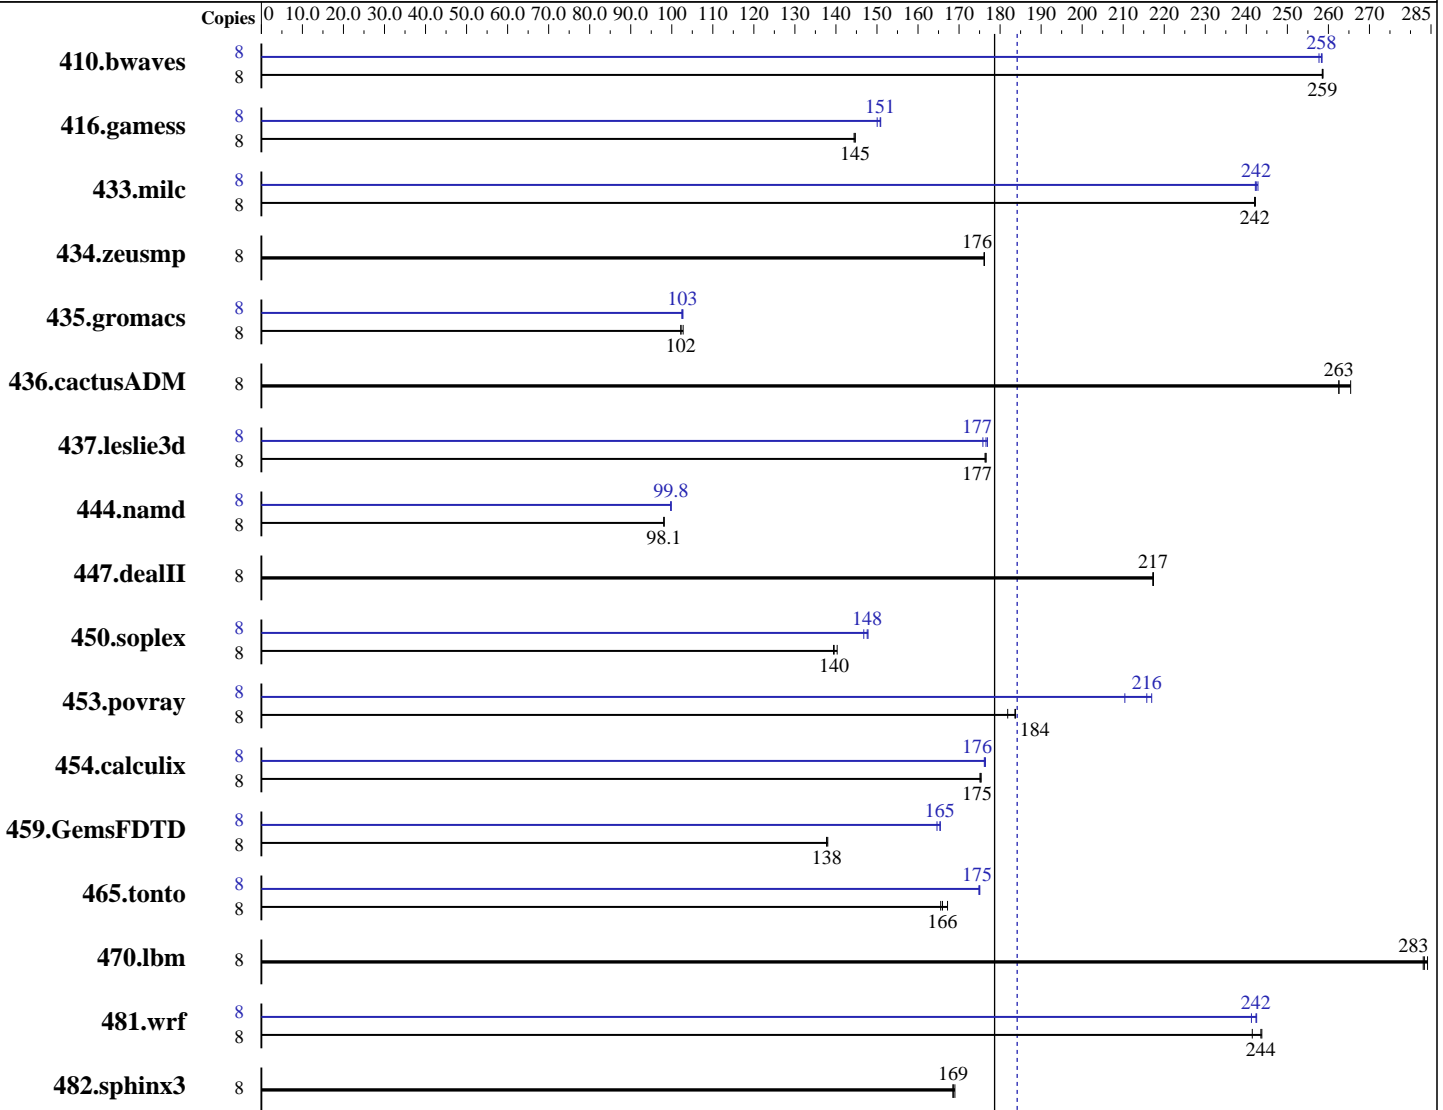 Copies 0 10.0 20.0 30.0 40.0 50.0 60.0 70.0 80.0 90.0 100 110 120 130 140 150 160 170 180 190 200 210 220 230 240 250 260 270 285
410.bwaves 8 258
8 259
416.gamess 8 151
8 145
433.milc 8 242
8 242
434.zeusmp 8 176
435.gromacs 8 103
8 102
436.cactusADM 8 263
437.leslie3d 8 177
8 177
444.namd 8 99.8
8 98.1
447.dealII 8 217
450.soplex 8 148
8 140
453.povray 8 216
8 184
454.calculix 8 176
8 175
459.GemsFDTD 8 165
8 138
465.tonto 8 175
8 166
470.lbm 8 283
481.wrf 8 242
8 244
482.sphinx3 8 169